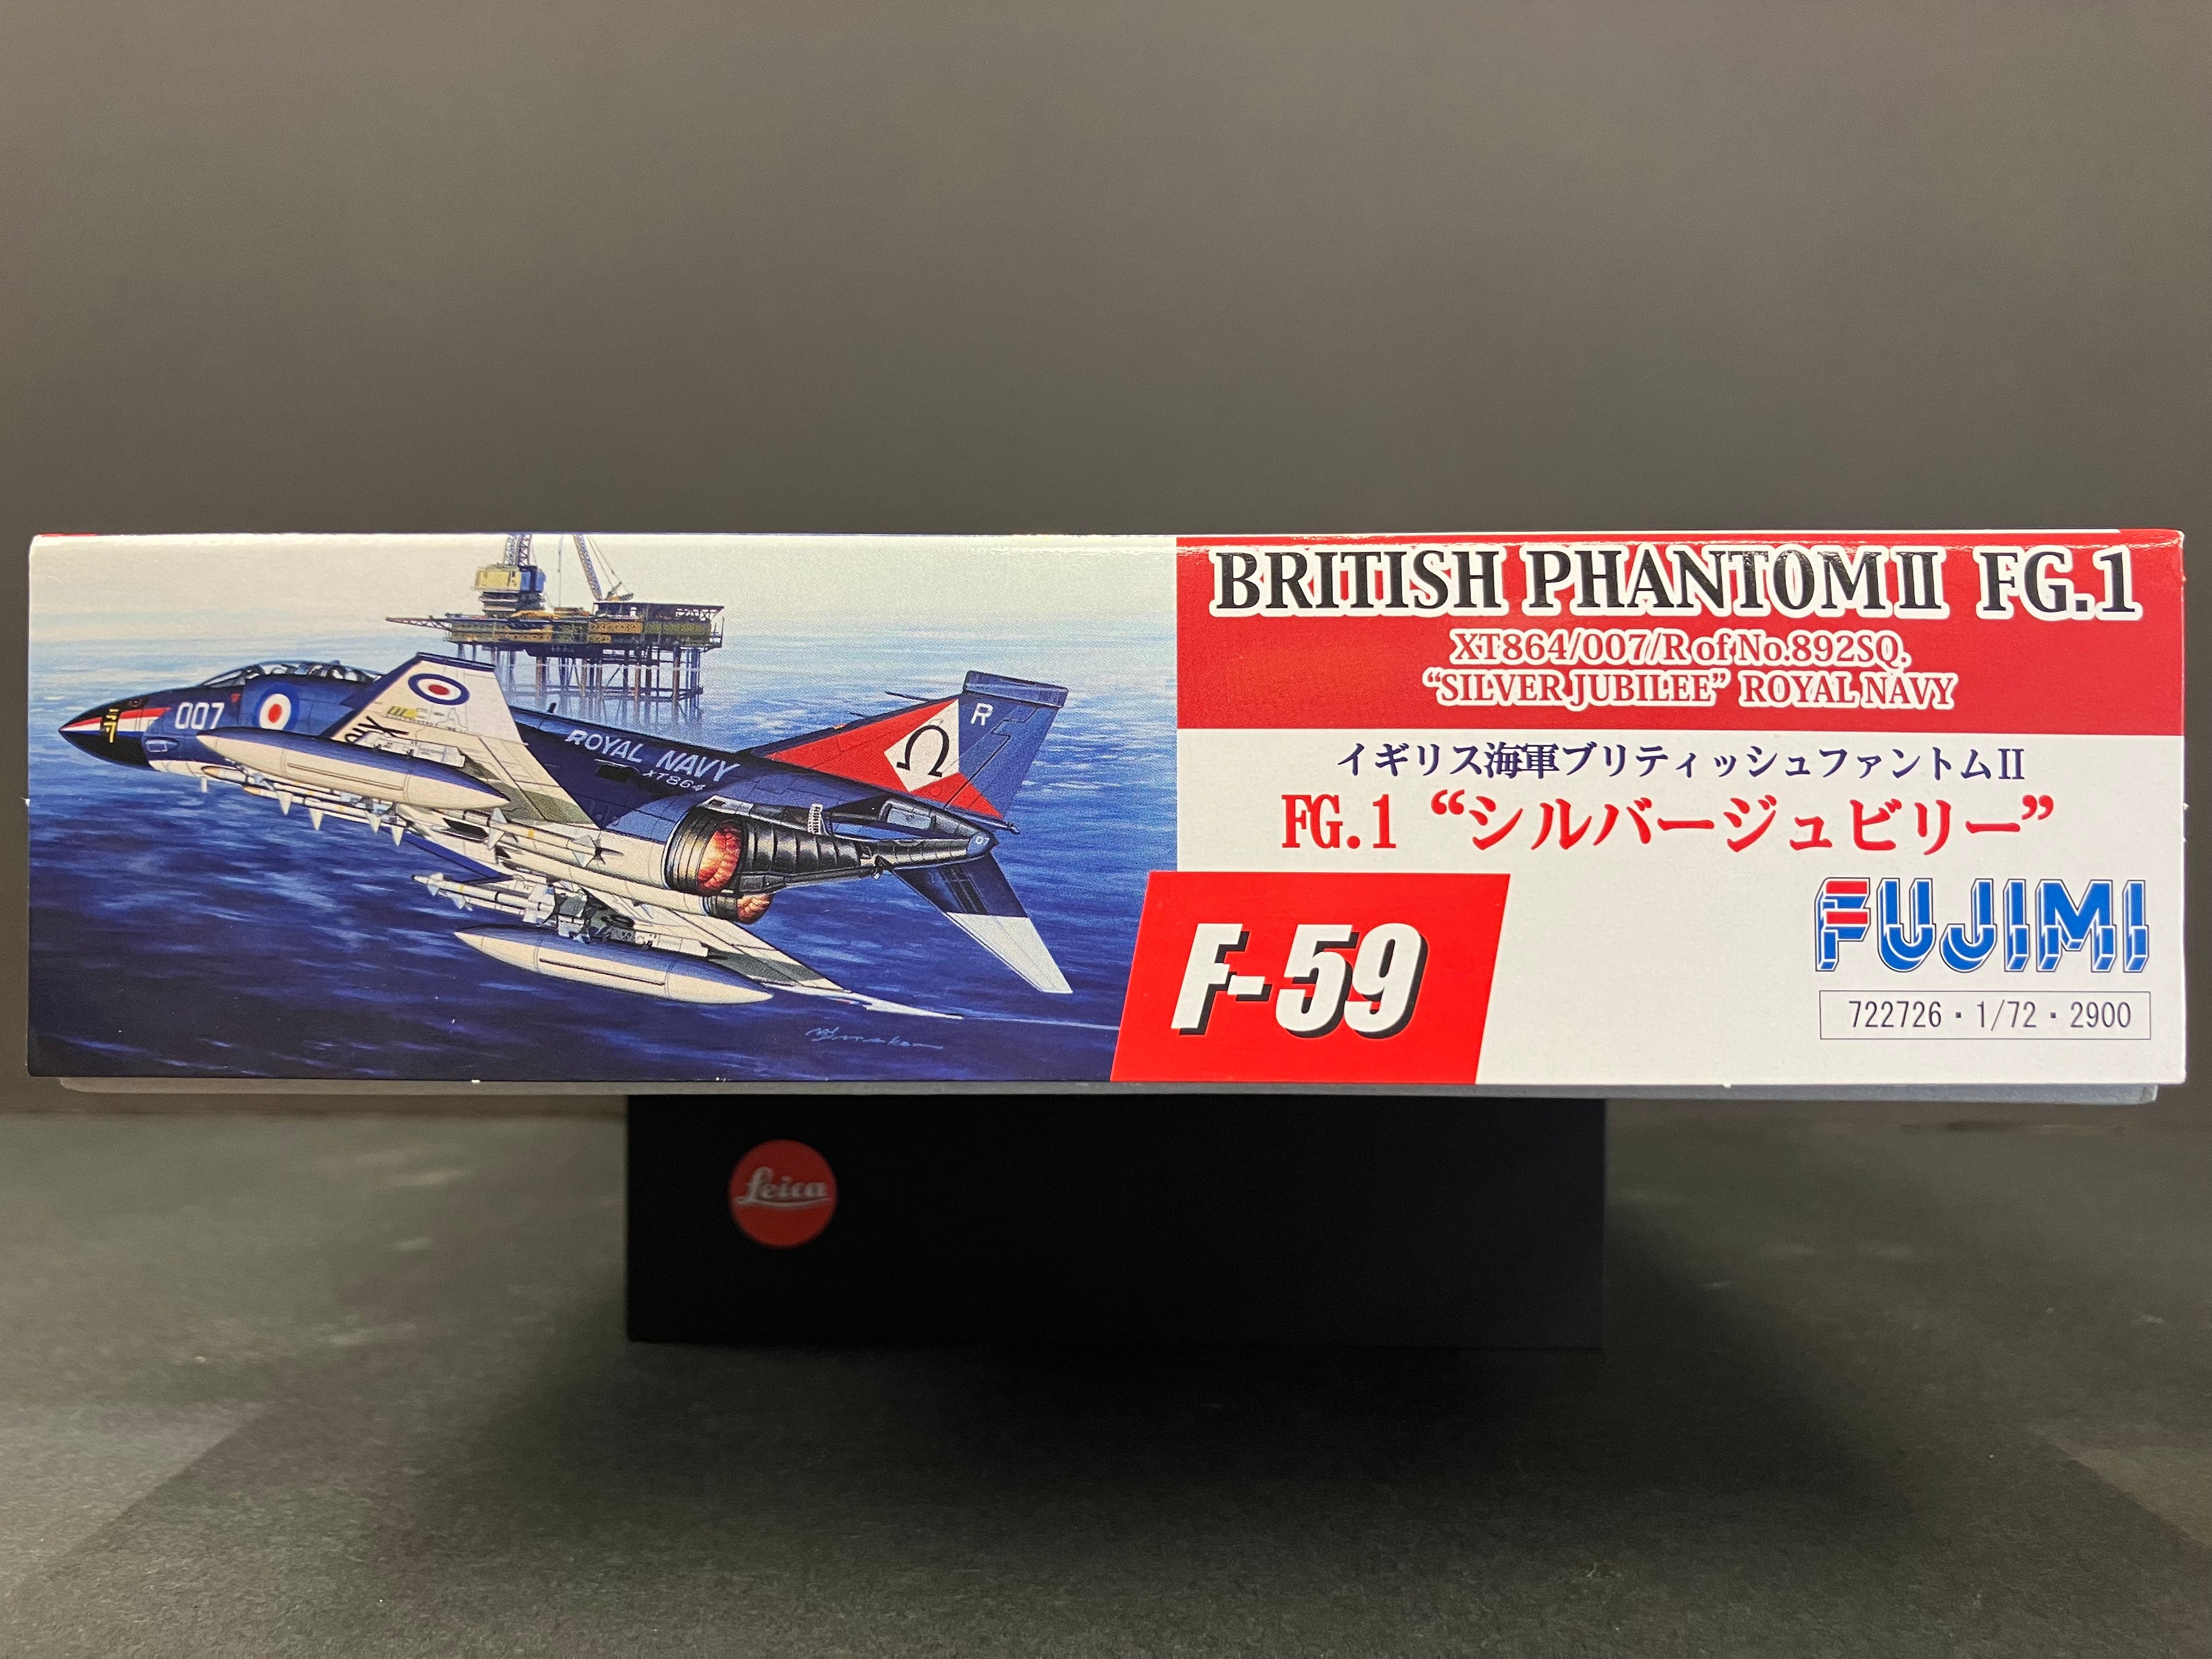 BRITISH PHANTOM II FG.1
XT864/007/R of No.892SQ.
“SILVER JUBILEE” ROYAL NAVY
イギリス海軍ブリティッシュファントムII
FG.1 “シルバージュビリー”
F-59
FUJIMI
722726・1/72・2900
007
ROYAL NAVY
XT864
Ω
R
07
Leica